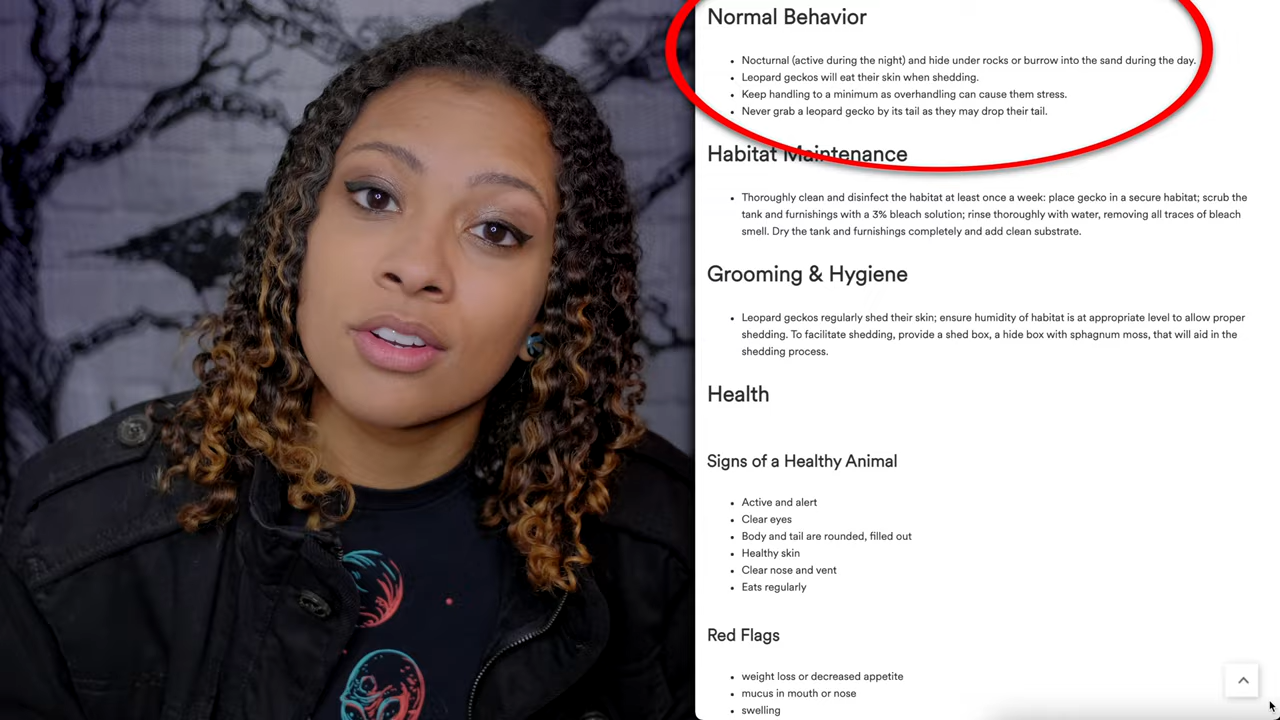 Normal Behavior
Nocturnal (active during the night) and hide under rocks or burrow into the sand during the day.
Leopard geckos will eat their skin when shedding.
Keep handling to a minimum as overhandling can cause them stress.
Never grab a leopard gecko by its tail as they may drop their tail.
Habitat Maintenance
Thoroughly clean and disinfect the habitat at least once a week: place gecko in a secure habitat; scrub the
tank and furnishings with a 3% bleach solution; rinse thoroughly with water, removing all traces of bleach
smell. Dry the tank and furnishings completely and add clean substrate.
Grooming & Hygiene
Leopard geckos regularly shed their skin; ensure humidity of habitat is at appropriate level to allow proper
shedding. To facilitate shedding, provide a shed box, a hide box with sphagnum moss, that will aid in the
shedding process.
Health
Signs of a Healthy Animal
Active and alert
Clear eyes
Body and tail are rounded, filled out
Healthy skin
Clear nose and vent
Eats regularly
Red Flags
weight loss or decreased appetite
mucus in mouth or nose
swelling